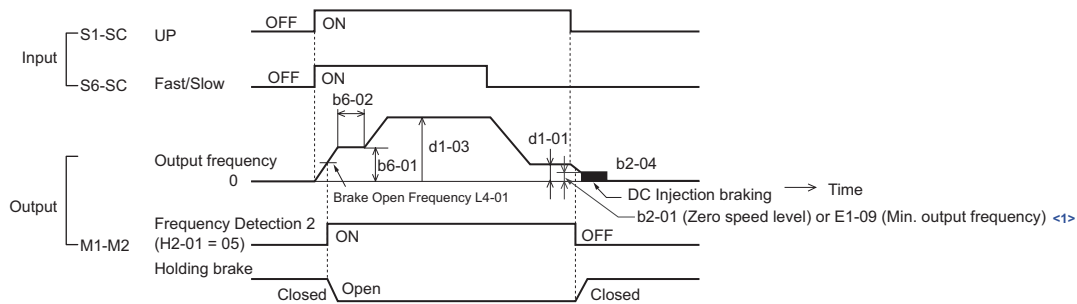 OFF ON
S1-SC UP
Input
S6-SC Fast/Slow OFF ON
b6-02
d1-01
b2-04
d1-03
b6-01
Output frequency
0
Brake Open Frequency L4-01
DC Injection braking
Time
b2-01 (Zero speed level) or E1-09 (Min. output frequency) <1>
Output
Frequency Detection 2
(H2-01 = 05)
M1-M2
ON
OFF
Holding brake
Closed
Open
Closed